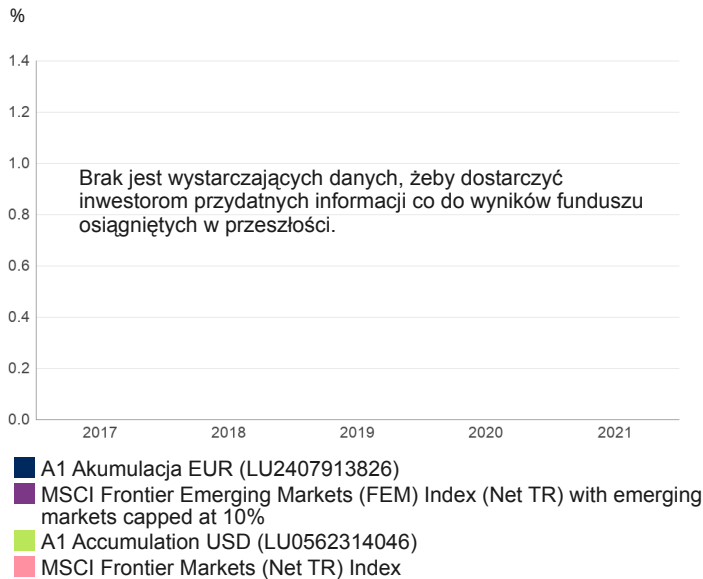 %
1.4
1.2
1.0
Brak jest wystarczających danych, żeby dostarczyć
inwestorom przydatnych informacji co do wyników funduszu
0.8
osiągniętych w przeszłości.
0.6
0.4
0.2
0.0
2017 2018 2019 2020 2021
A1 Akumulacja EUR (LU2407913826)
MSCI Frontier Emerging Markets (FEM) Index (Net TR) with emerging
markets capped at 10%
A1 Accumulation USD (LU0562314046)
MSCI Frontier Markets (Net TR) Index